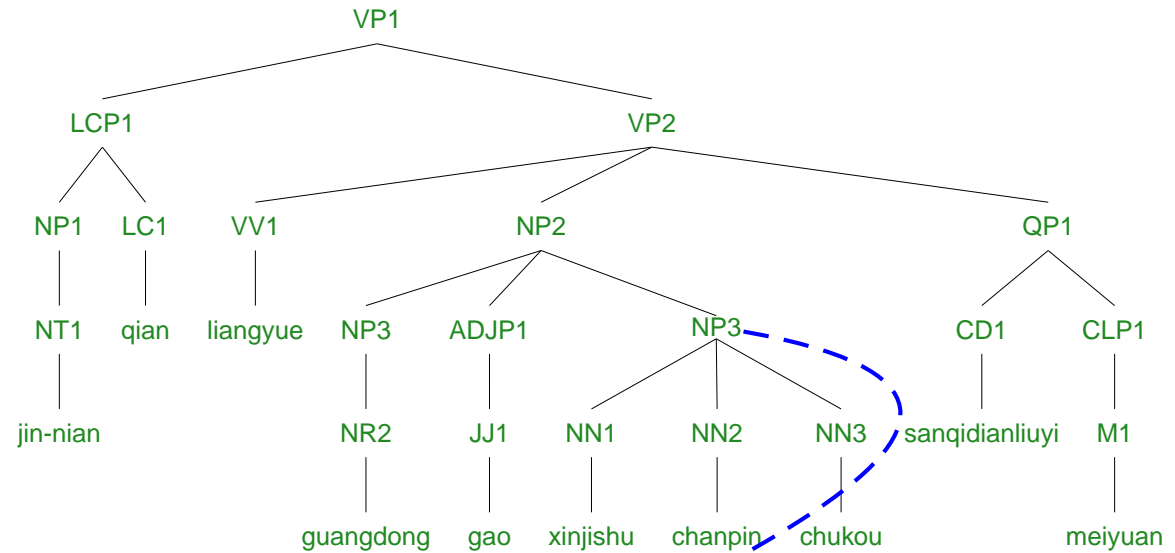 VP1
LCP1 VP2
NP1 LC1 VV1 NP2 QP1
NT1 qian liangyue NP3 ADJP1 NP3 CD1 CLP1
jin-nian NR2 JJ1 NN1 NN2 NN3 sanqidianliuyi M1
guangdong gao xinjishu chanpin chukou meiyuan